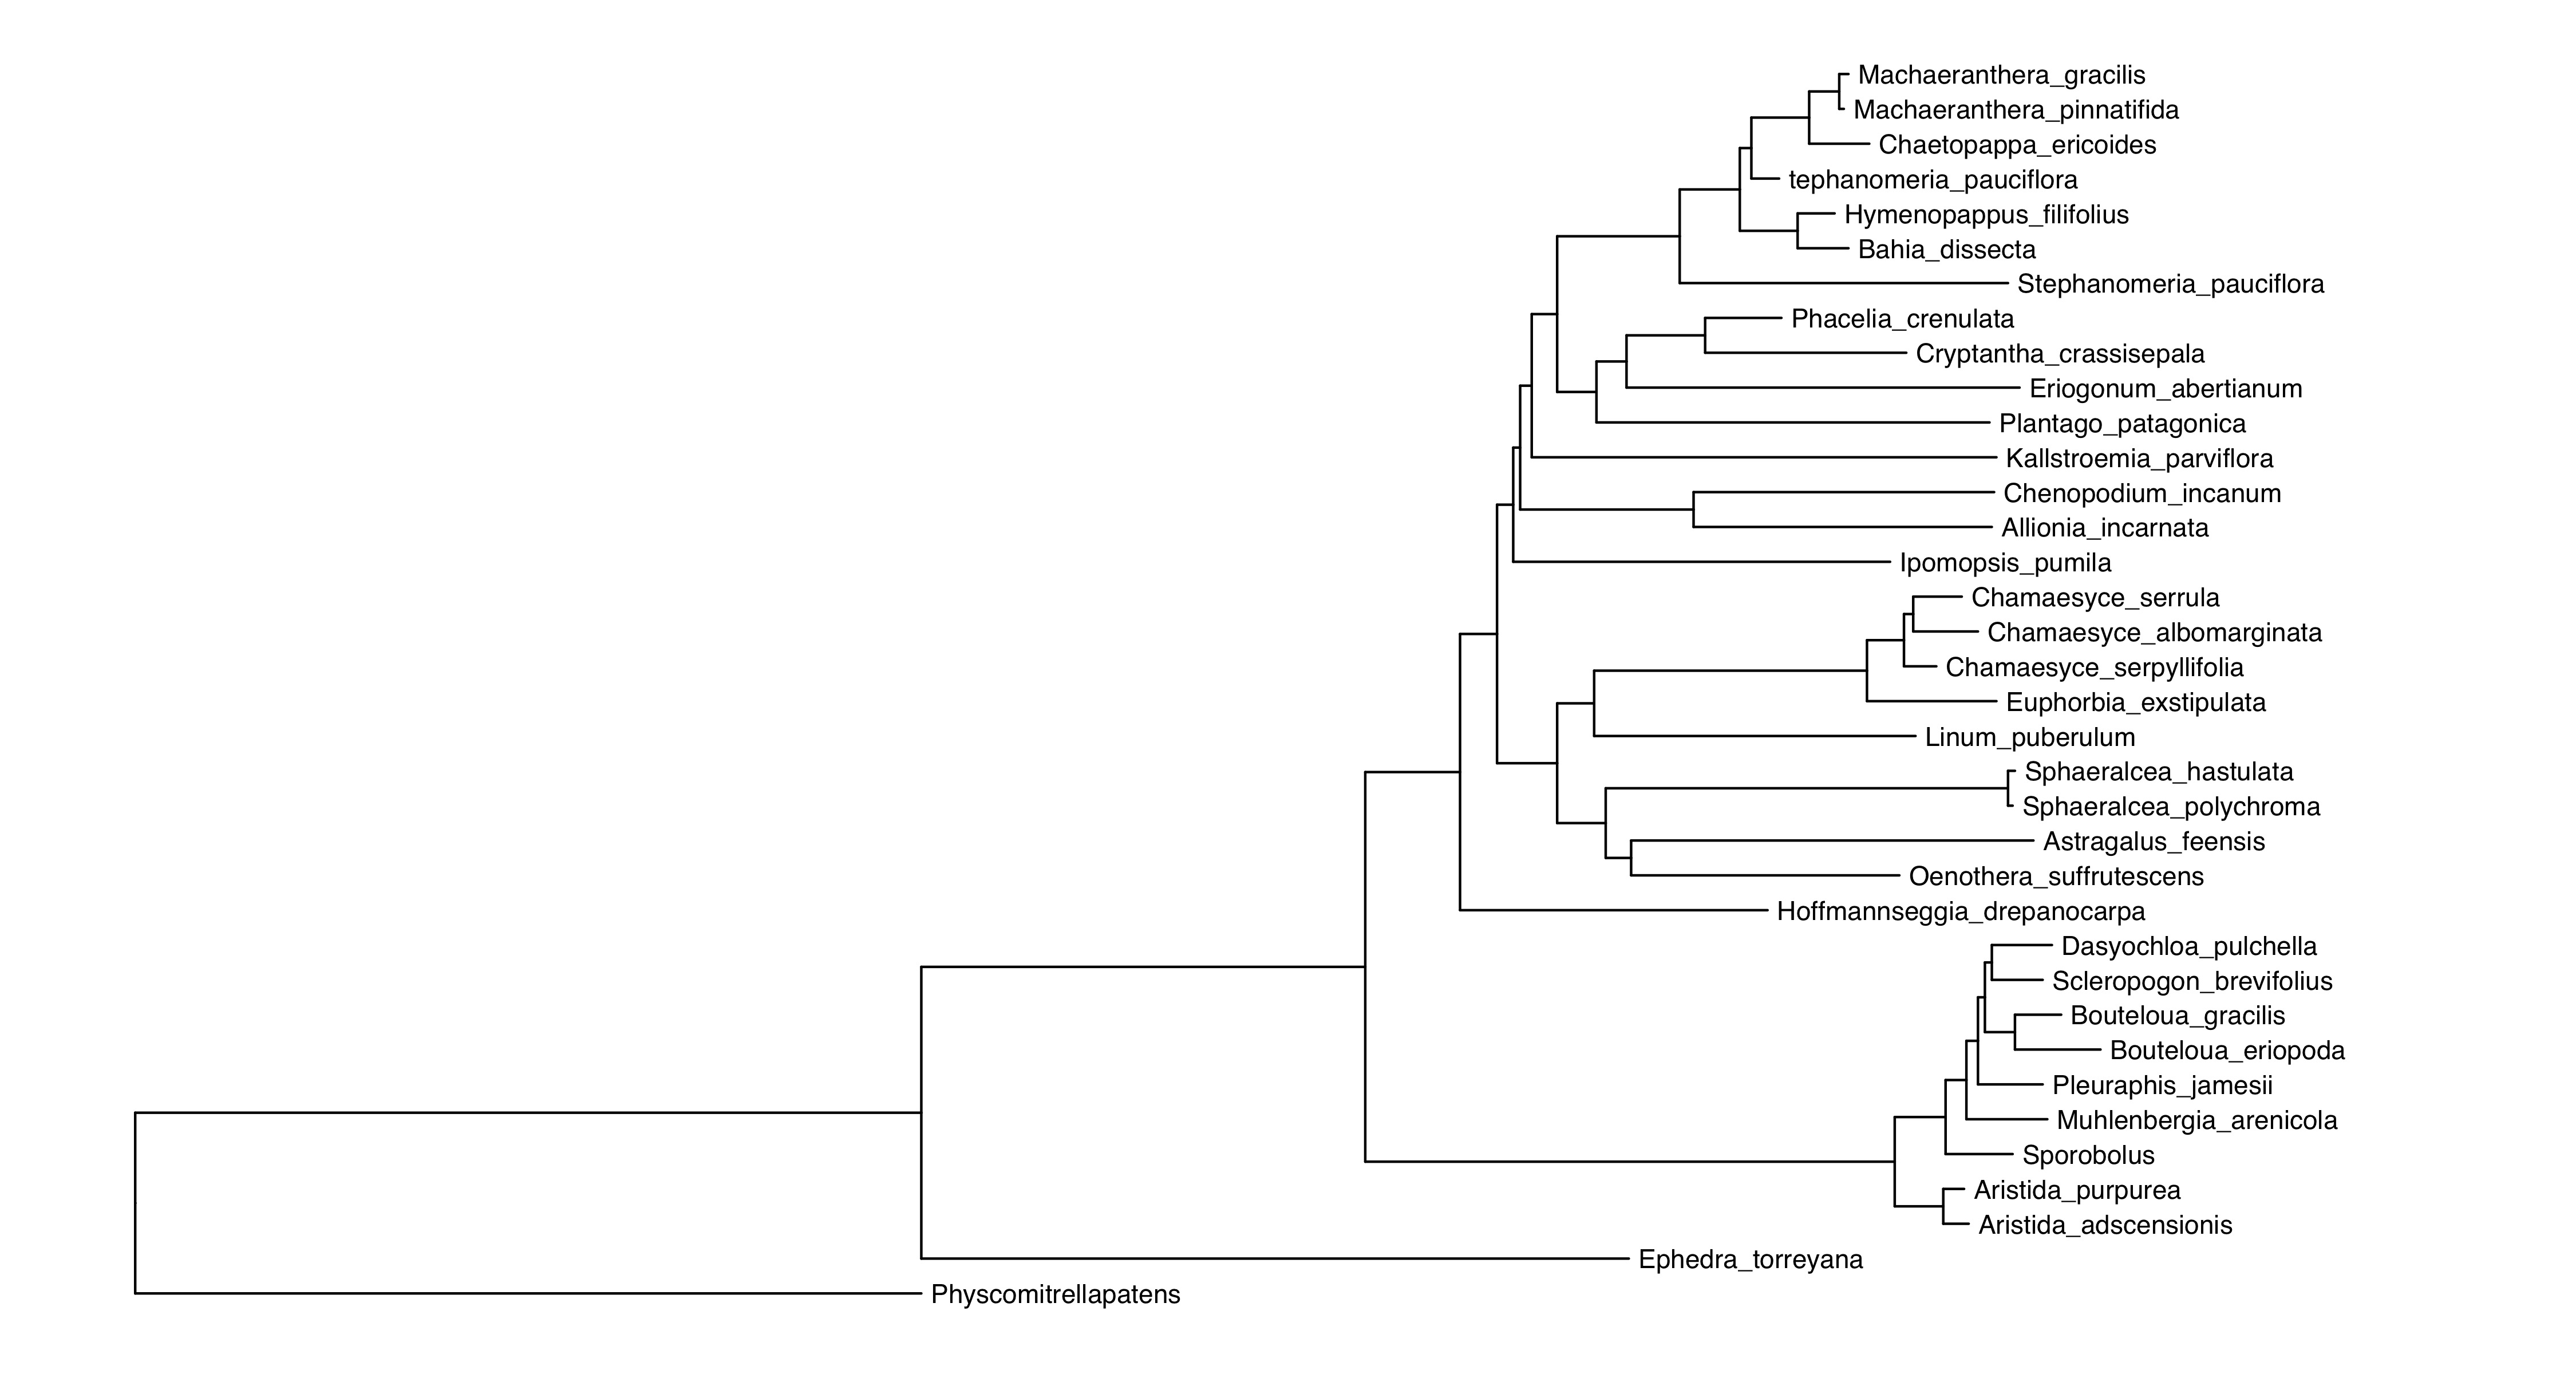 Machaeranthera_gracilis
Machaeranthera_pinnatifida
Chaetopappa_ericoides
tephanomeria_pauciflora
Hymenopappus_filifolius
Bahia_dissecta
Stephanomeria_pauciflora
Phacelia_crenulata
Cryptantha_crassisepala
Eriogonum_abertianum
Plantago_patagonica
Kallstroemia_parviflora
Chenopodium_incanum
Allionia_incarnata
Ipomopsis_pumila
Chamaesyce_serrula
Chamaesyce_albomarginata
Chamaesyce_serpyllifolia
Euphorbia_exstipulata
Linum_puberulum
Sphaeralcea_hastulata
Sphaeralcea_polychroma
Astragalus_feensis
Oenothera_suffrutescens
Hoffmannseggia_drepanocarpa
Dasyochloa_pulchella
Scleropogon_brevifolius
Bouteloua_gracilis
Bouteloua_eriopoda
Pleuraphis_jamesii
Muhlenbergia_arenicola
Sporobolus
Aristida_purpurea
Aristida_adscensionis
Ephedra_torreyana
Physcomitrellapatens